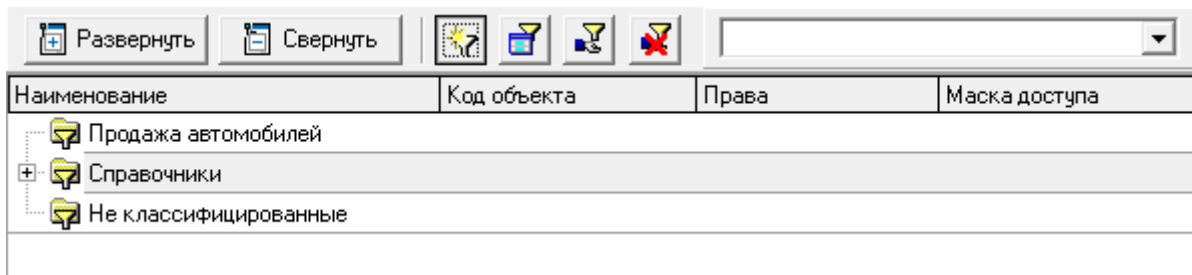 Развернуть Свернуть
Наименование Код объекта Права Маска доступа
Продажа автомобилей
Справочники
Не классифицированные